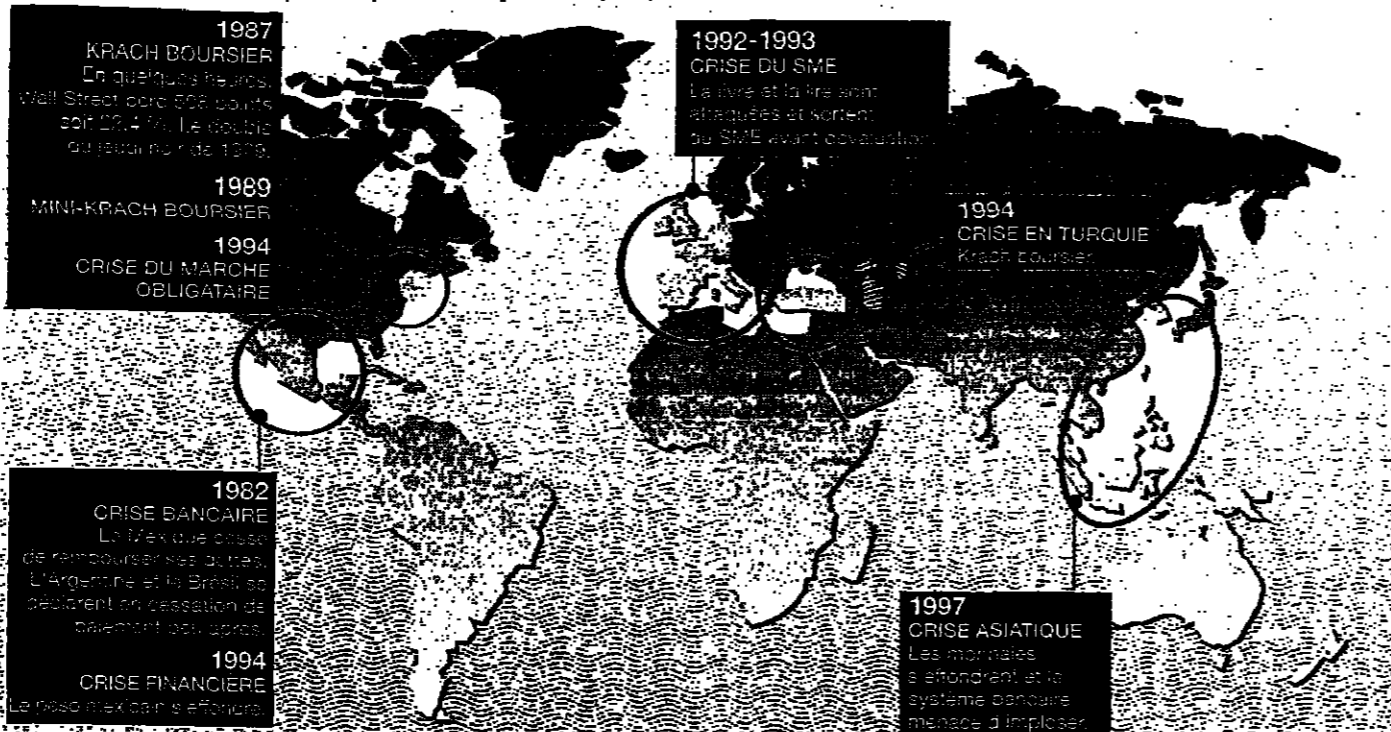 1987
KRACH BOURSIER
En quelques heures,
Wall Street perd 508 points
soit
Le double
du jeudi noir de 1929.
1989
MINI-KRACH BOURSIER
1994
CRISE DU MARCHE
OBLIGATAIRE
1992-1993
CRISE DU SME
La livre et la lire sont
attaquées et sortent
du SME avant dévaluation.
1994
CRISE EN TURQUIE
Krach boursier.
1982
CRISE BANCAIRE
Le Mexique cesse
de rembourser ses dettes.
L'Argentine et le Brésil se
déclarent en cessation de
paiement peu après.
1994
CRISE FINANCIERE
Le peso mexicain s'effondre.
1997
CRISE ASIATIQUE
Les monnaies
s'effondrent et le
système bancaire
menace d'imploser.